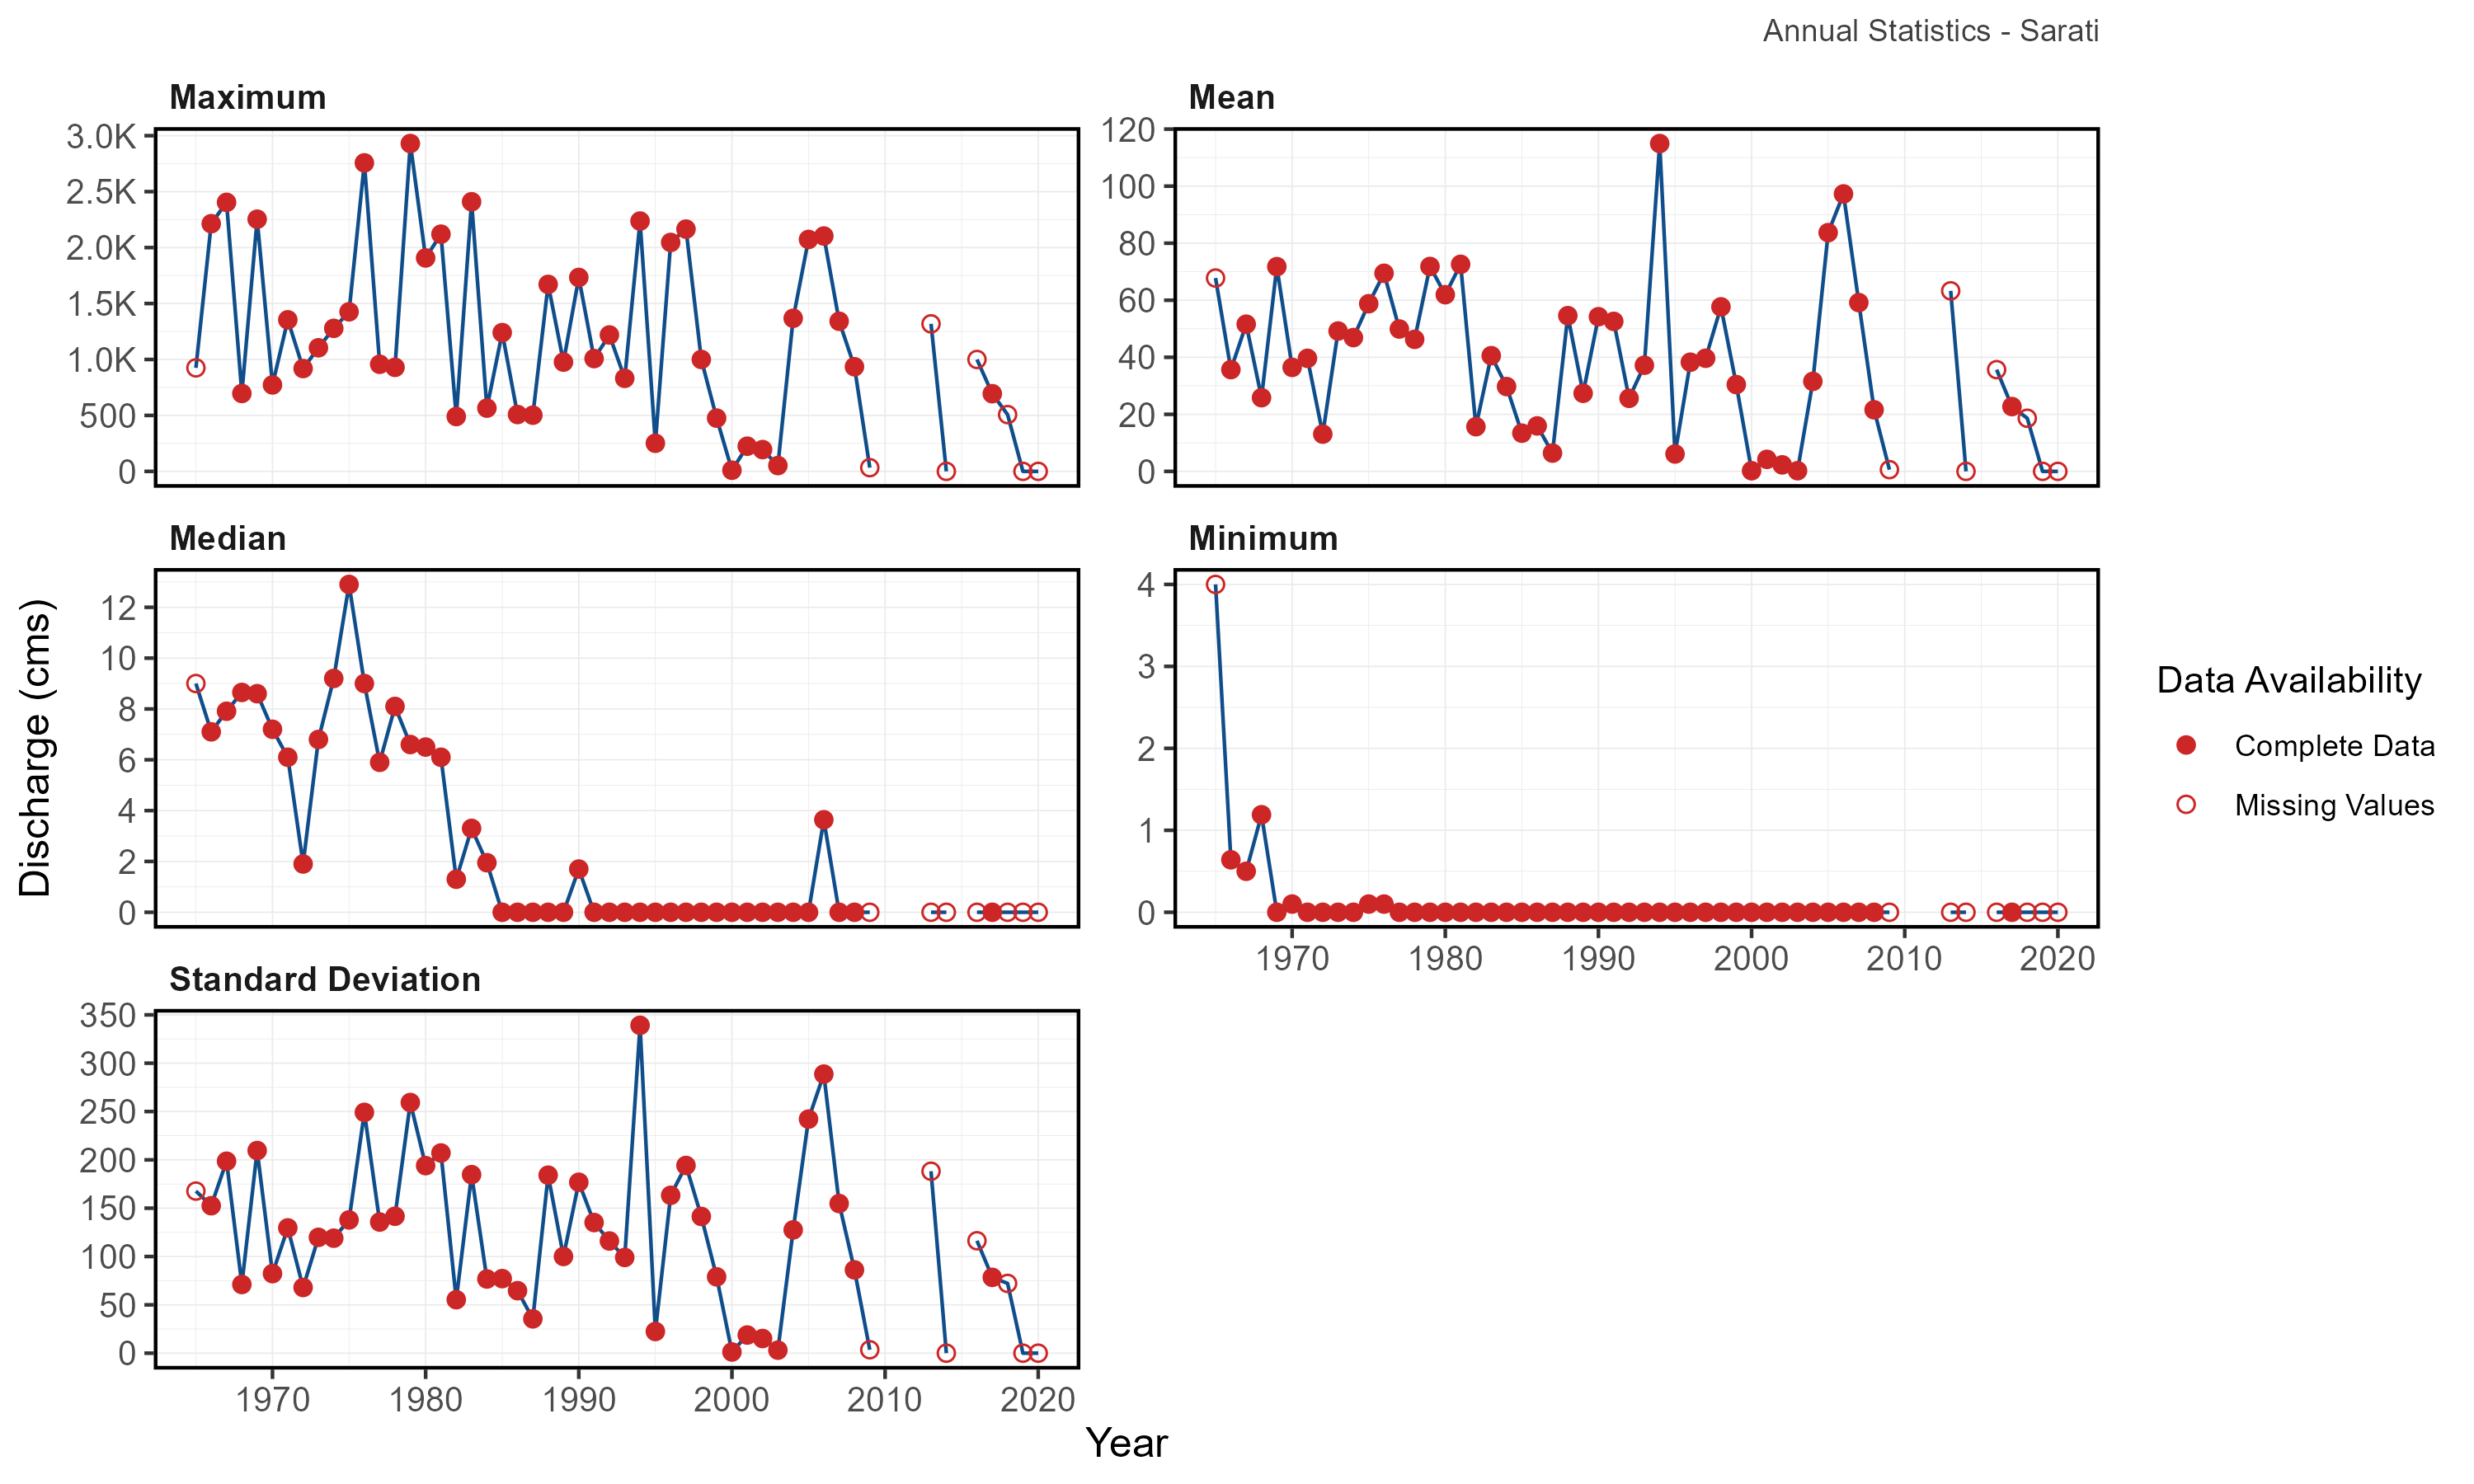 Annual Statistics - Sarati
Maximum
3.0K
2.5K
2.0K
1.5K
1.0K
500
0
Mean
120
100
80
60
40
20
0
Discharge (cms)
Median
12
10
8
6
4
2
0
Minimum
4
3
2
1
0
1970 1980 1990 2000 2010 2020
Standard Deviation
350
300
250
200
150
100
50
0
1970 1980 1990 2000 2010 2020
Year
Data Availability
Complete Data
Missing Values